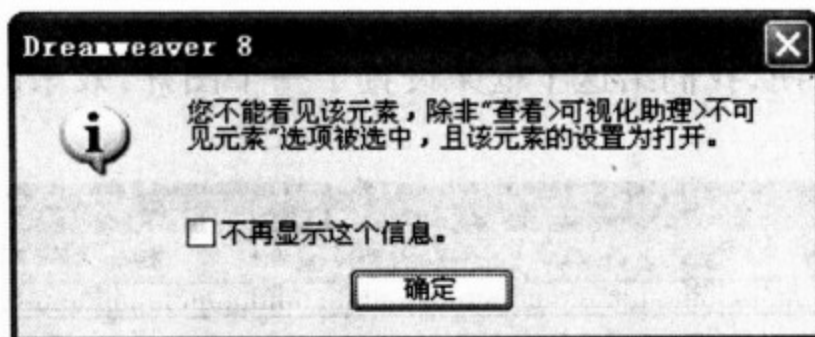 Dreamweaver 8
您不能看见该元素，除非“查看>可视化助理>不可
见元素“选项被选中，且该元素的设置为打开。
不再显示这个信息。
确定